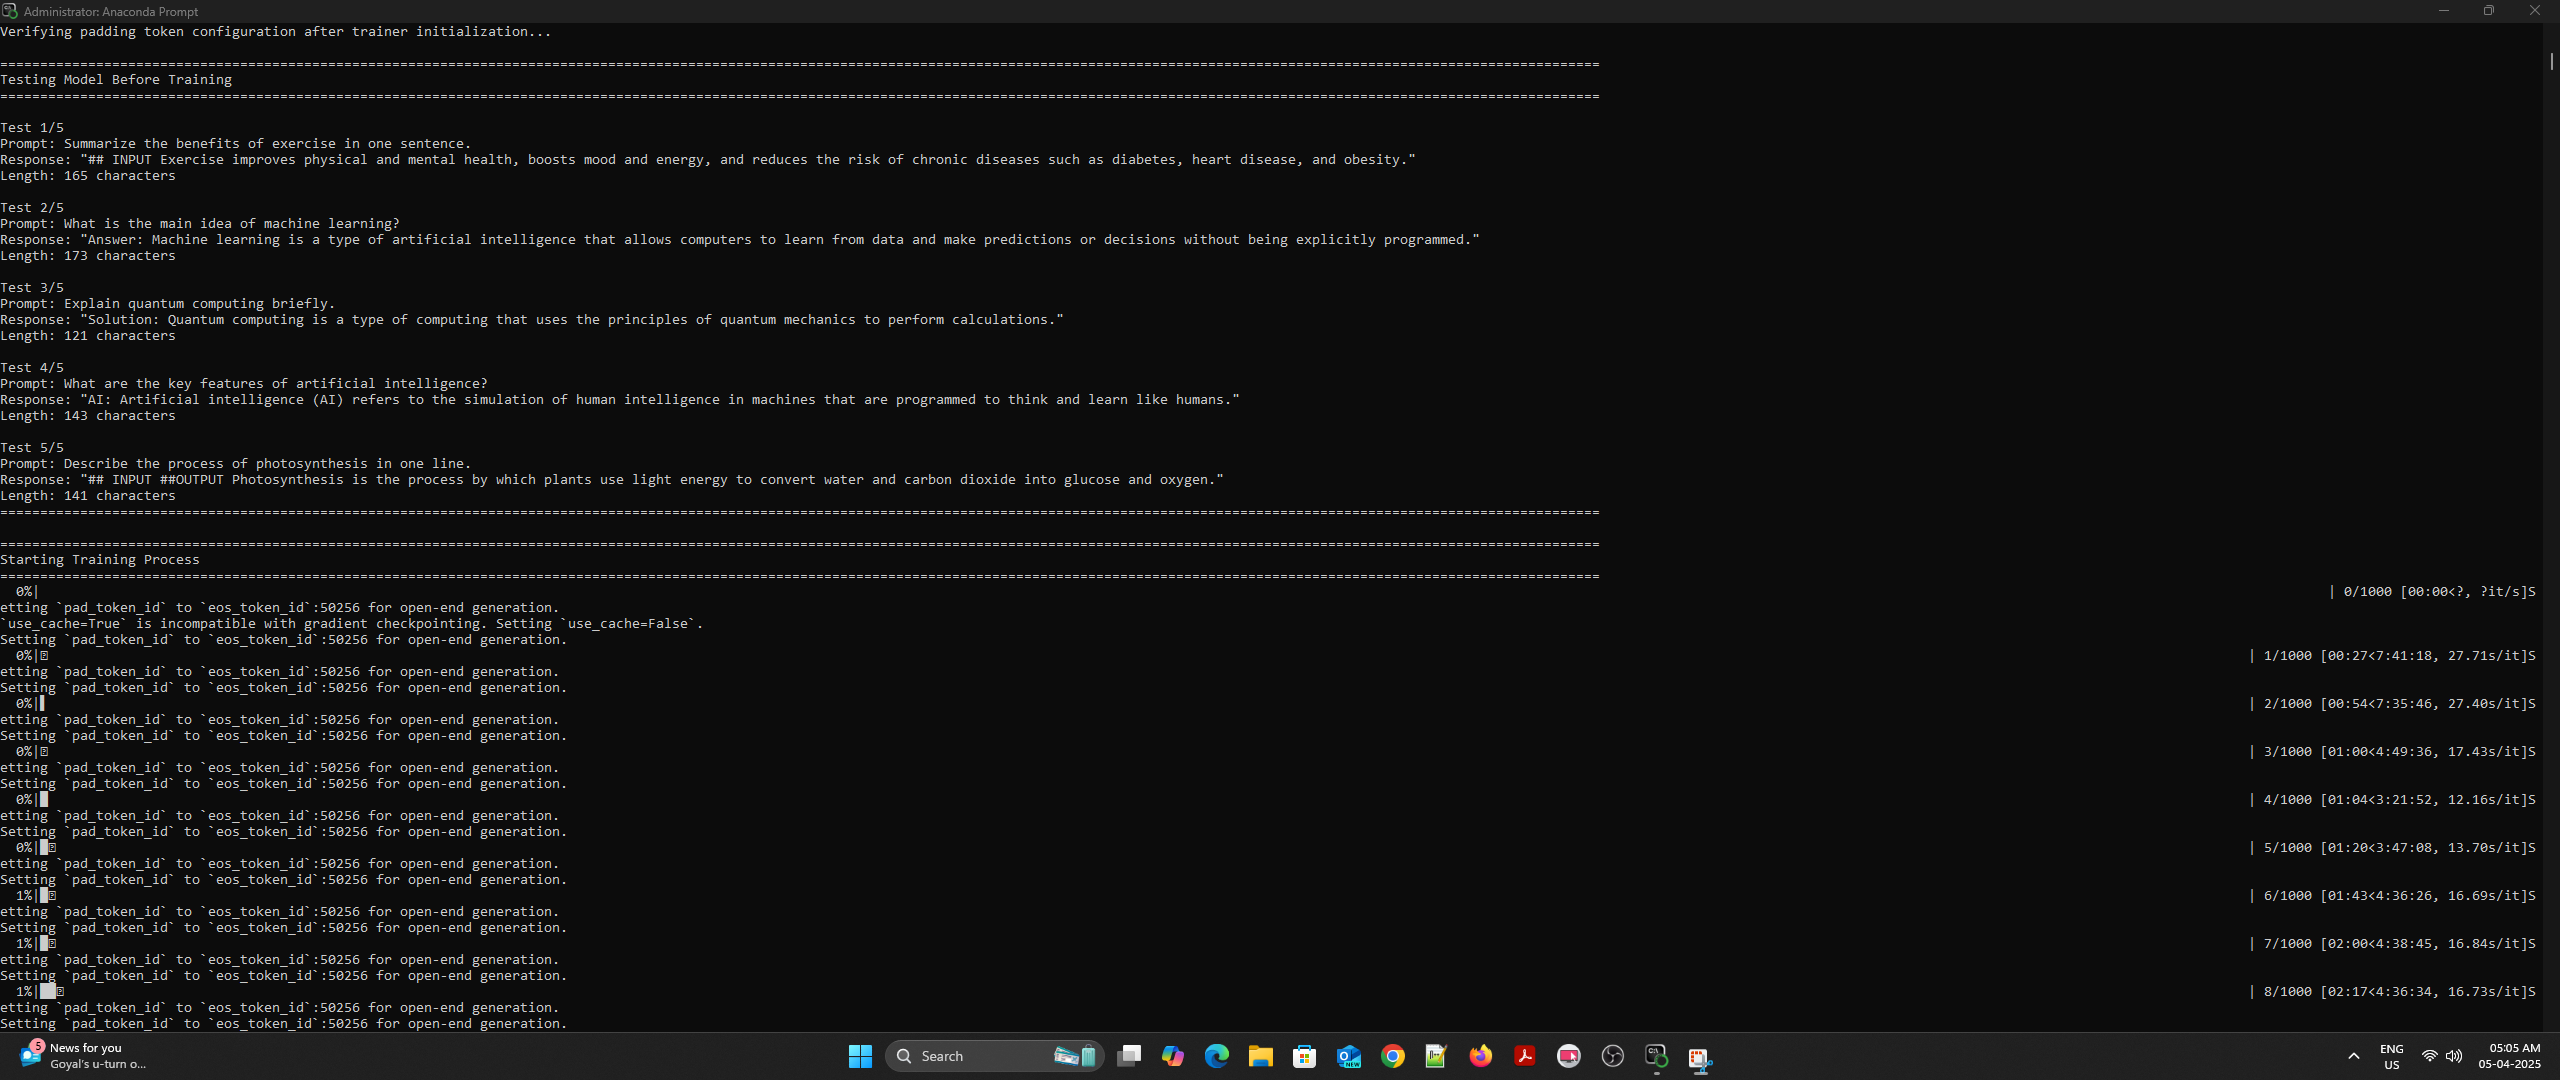 Administrator: Anaconda Prompt
Verifying padding token configuration after trainer initialization...
========================================================================================================================================================================================================
Testing Model Before Training
========================================================================================================================================================================================================
Test 1/5
Prompt: Summarize the benefits of exercise in one sentence.
Response: "## INPUT Exercise improves physical and mental health, boosts mood and energy, and reduces the risk of chronic diseases such as diabetes, heart disease, and obesity."
Length: 165 characters
Test 2/5
Prompt: What is the main idea of machine learning?
Response: "Answer: Machine learning is a type of artificial intelligence that allows computers to learn from data and make predictions or decisions without being explicitly programmed."
Length: 173 characters
Test 3/5
Prompt: Explain quantum computing briefly.
Response: "Solution: Quantum computing is a type of computing that uses the principles of quantum mechanics to perform calculations."
Length: 121 characters
Test 4/5
Prompt: What are the key features of artificial intelligence?
Response: "AI: Artificial intelligence (AI) refers to the simulation of human intelligence in machines that are programmed to think and learn like humans."
Length: 143 characters
Test 5/5
Prompt: Describe the process of photosynthesis in one line.
Response: "## INPUT ##OUTPUT Photosynthesis is the process by which plants use light energy to convert water and carbon dioxide into glucose and oxygen."
Length: 141 characters
========================================================================================================================================================================================================
========================================================================================================================================================================================================
Starting Training Process
========================================================================================================================================================================================================
0%| | 0/1000 [00:00<?, ?it/s]S
etting `pad_token_id` to `eos_token_id`:50256 for open-end generation.
`use_cache=True` is incompatible with gradient checkpointing. Setting `use_cache=False`.
Setting `pad_token_id` to `eos_token_id`:50256 for open-end generation.
0%| | 1/1000 [00:27<7:41:18, 27.71s/it]S
etting `pad_token_id` to `eos_token_id`:50256 for open-end generation.
Setting `pad_token_id` to `eos_token_id`:50256 for open-end generation.
0%| | 2/1000 [00:54<7:35:46, 27.40s/it]S
etting `pad_token_id` to `eos_token_id`:50256 for open-end generation.
Setting `pad_token_id` to `eos_token_id`:50256 for open-end generation.
0%| | 3/1000 [01:00<4:49:36, 17.43s/it]S
etting `pad_token_id` to `eos_token_id`:50256 for open-end generation.
Setting `pad_token_id` to `eos_token_id`:50256 for open-end generation.
0%| | 4/1000 [01:04<3:21:52, 12.16s/it]S
etting `pad_token_id` to `eos_token_id`:50256 for open-end generation.
Setting `pad_token_id` to `eos_token_id`:50256 for open-end generation.
0%| | 5/1000 [01:20<3:47:08, 13.70s/it]S
etting `pad_token_id` to `eos_token_id`:50256 for open-end generation.
Setting `pad_token_id` to `eos_token_id`:50256 for open-end generation.
1%| | 6/1000 [01:43<4:36:26, 16.69s/it]S
etting `pad_token_id` to `eos_token_id`:50256 for open-end generation.
Setting `pad_token_id` to `eos_token_id`:50256 for open-end generation.
1%| | 7/1000 [02:00<4:38:45, 16.84s/it]S
etting `pad_token_id` to `eos_token_id`:50256 for open-end generation.
Setting `pad_token_id` to `eos_token_id`:50256 for open-end generation.
1%| | 8/1000 [02:17<4:36:34, 16.73s/it]S
etting `pad_token_id` to `eos_token_id`:50256 for open-end generation.
Setting `pad_token_id` to `eos_token_id`:50256 for open-end generation.
5
News for you
Goyal's u-turn o...
Search
NEW
ENG
US
05:05 AM
05-04-2025